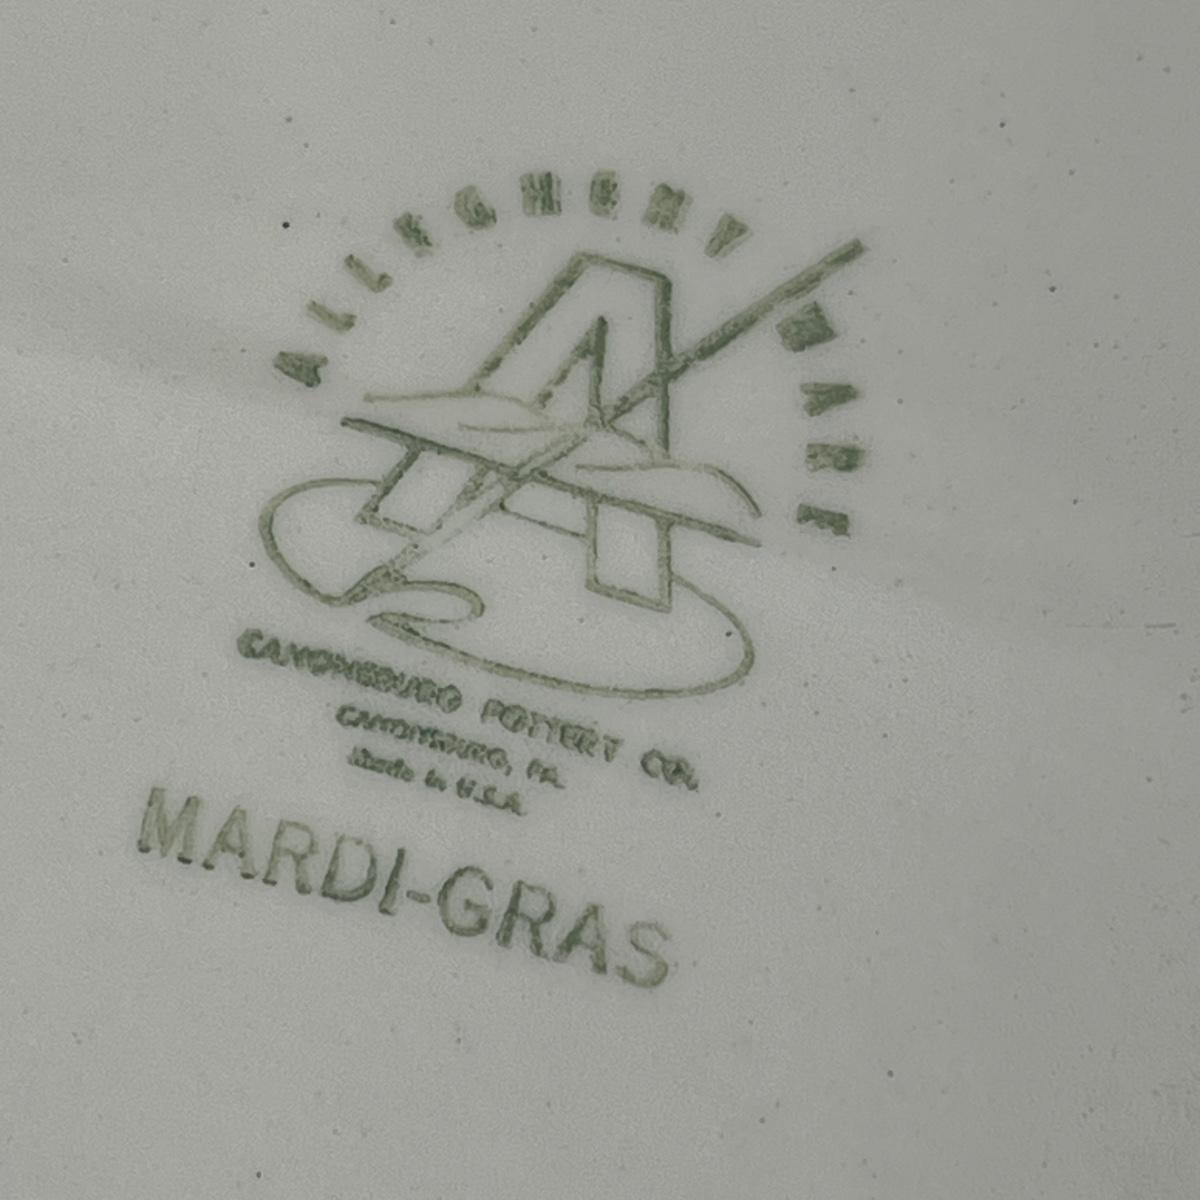 ALLEGHENY WARE
CANONSBURG POTTERY CO.
CANONSBURG, PA.
Made in U.S.A.
MARDI-GRAS